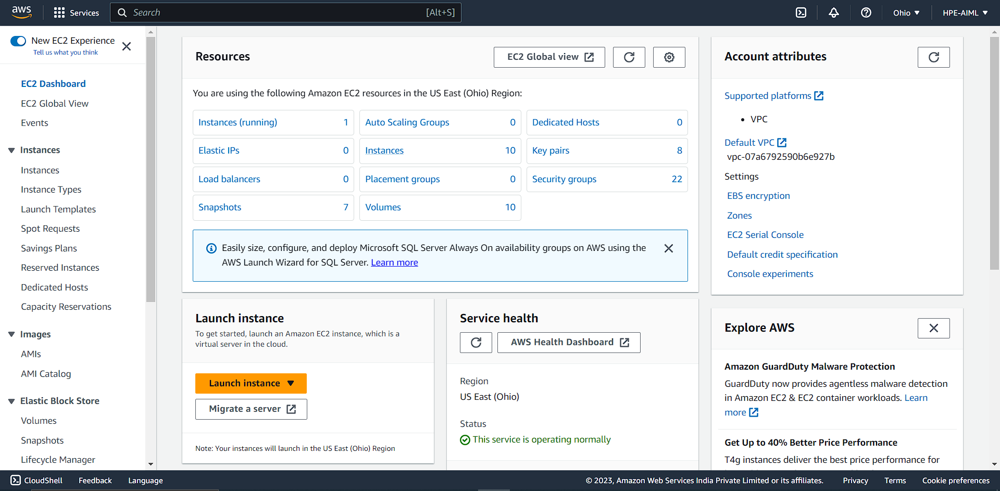 aws
Services
Search
[Alt+S]
Ohio
HPE-AIML
New EC2 Experience
Tell us what you think
EC2 Dashboard
EC2 Global View
Events
Instances
Instances
Instance Types
Launch Templates
Spot Requests
Savings Plans
Reserved Instances
Dedicated Hosts
Capacity Reservations
Images
AMIs
AMI Catalog
Elastic Block Store
Volumes
Snapshots
Lifecycle Manager
Resources
EC2 Global view
You are using the following Amazon EC2 resources in the US East (Ohio) Region:
Instances (running) 1
Auto Scaling Groups 0
Dedicated Hosts 0
Elastic IPs 0
Instances 10
Key pairs 8
Load balancers 0
Placement groups 0
Security groups 22
Snapshots 7
Volumes 10
Easily size, configure, and deploy Microsoft SQL Server Always On availability groups on AWS using the
AWS Launch Wizard for SQL Server. Learn more
Launch instance
To get started, launch an Amazon EC2 instance, which is a
virtual server in the cloud.
Launch instance
Migrate a server
Note: Your instances will launch in the US East (Ohio) Region
Service health
AWS Health Dashboard
Region
US East (Ohio)
Status
This service is operating normally
Account attributes
Supported platforms
• VPC
Default VPC
vpc-07a6792590b6e927b
Settings
EBS encryption
Zones
EC2 Serial Console
Default credit specification
Console experiments
Explore AWS
Amazon GuardDuty Malware Protection
GuardDuty now provides agentless malware detection
in Amazon EC2 & EC2 container workloads. Learn
more
Get Up to 40% Better Price Performance
T4g instances deliver the best price performance for
CloudShell
Feedback
Language
© 2023, Amazon Web Services India Private Limited or its affiliates.
Privacy
Terms
Cookie preferences